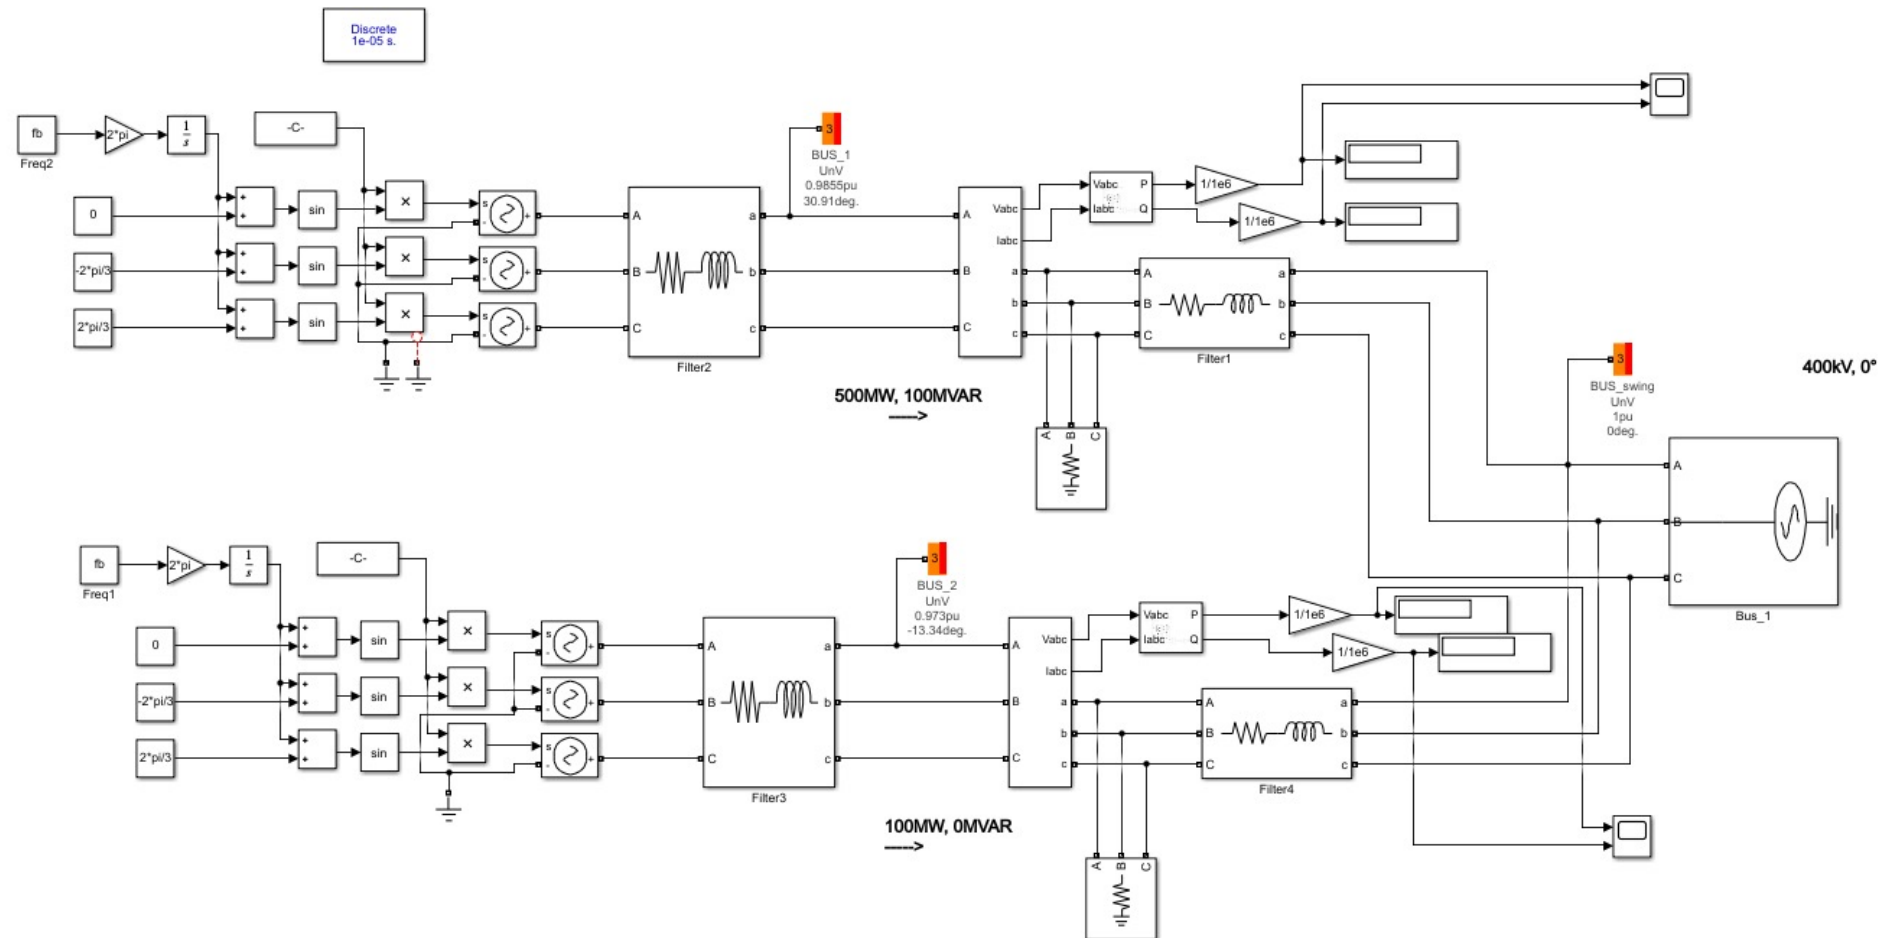 Discrete
1e-05 s.
fb
Freq2
2*pi
1
s
-C-
0
-2*pi/3
2*pi/3
+
+
+
+
+
+
sin
sin
sin
×
×
×
s
-
+
s
-
+
s
-
+
A
B
C
a
b
c
Filter2
3
BUS_1
UnV
0.9855pu
30.91deg.
A
B
C
Vabc
Iabc
a
b
c
Vabc
Iabc
P
Q
1/1e6
1/1e6
A
B
C
a
b
c
Filter1
500MW, 100MVAR
----->
A
B
C
3
BUS_swing
UnV
1pu
0deg.
400kV, 0°
A
B
C
Bus_1
fb
Freq1
2*pi
1
s
-C-
0
-2*pi/3
2*pi/3
+
+
+
+
+
+
sin
sin
sin
×
×
×
s
-
+
s
-
+
s
-
+
A
B
C
a
b
c
Filter3
3
BUS_2
UnV
0.973pu
-13.34deg.
A
B
C
Vabc
Iabc
a
b
c
Vabc
Iabc
P
Q
1/1e6
1/1e6
A
B
C
a
b
c
Filter4
100MW, 0MVAR
----->
A
B
C